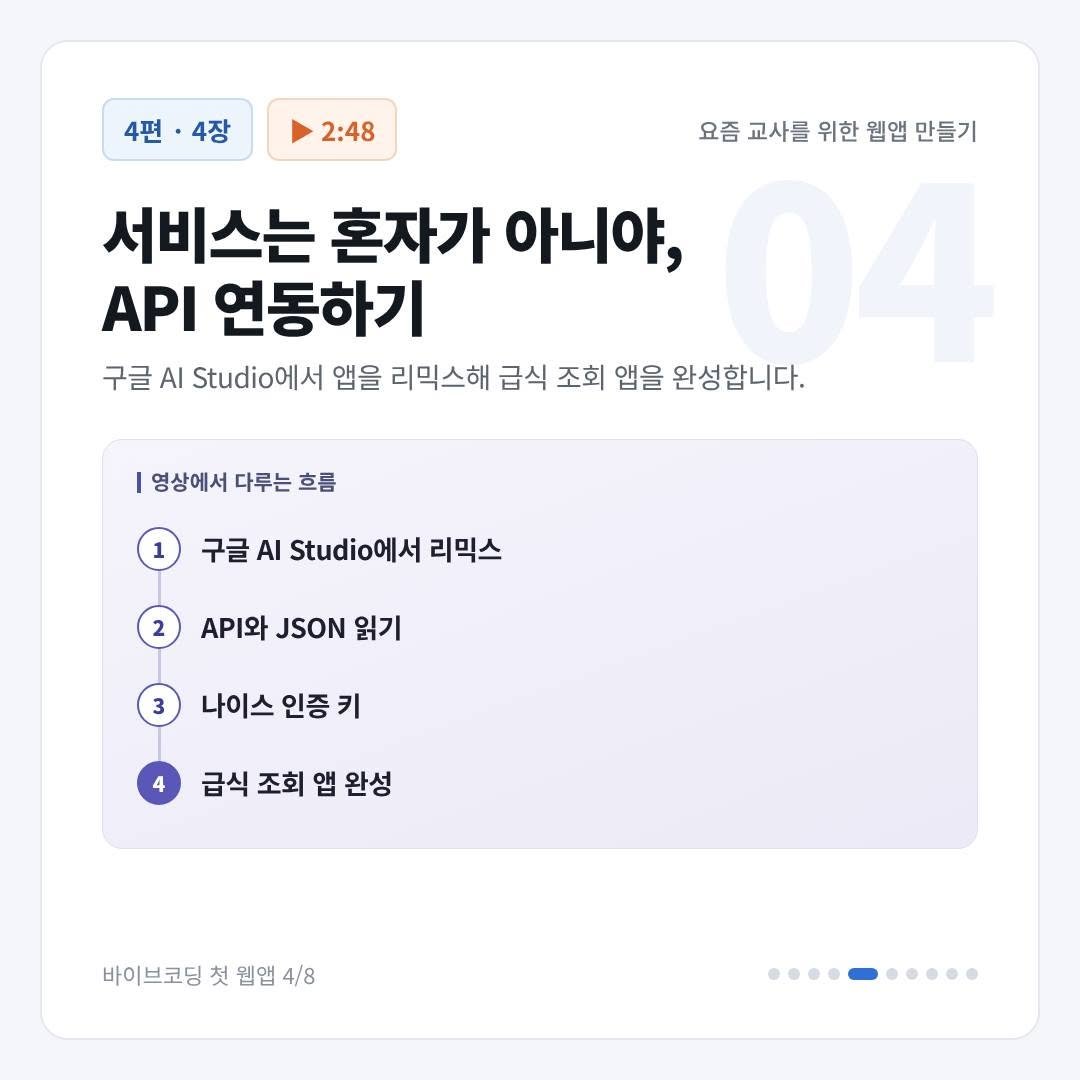 4편 · 4장
▶ 2:48
요즘 교사를 위한 웹앱 만들기
04
서비스는 혼자가 아니야,
API 연동하기
구글 AI Studio에서 앱을 리믹스해 급식 조회 앱을 완성합니다.
영상에서 다루는 흐름
1 구글 AI Studio에서 리믹스
2 API와 JSON 읽기
3 나이스 인증 키
4 급식 조회 앱 완성
바이브코딩 첫 웹앱 4/8